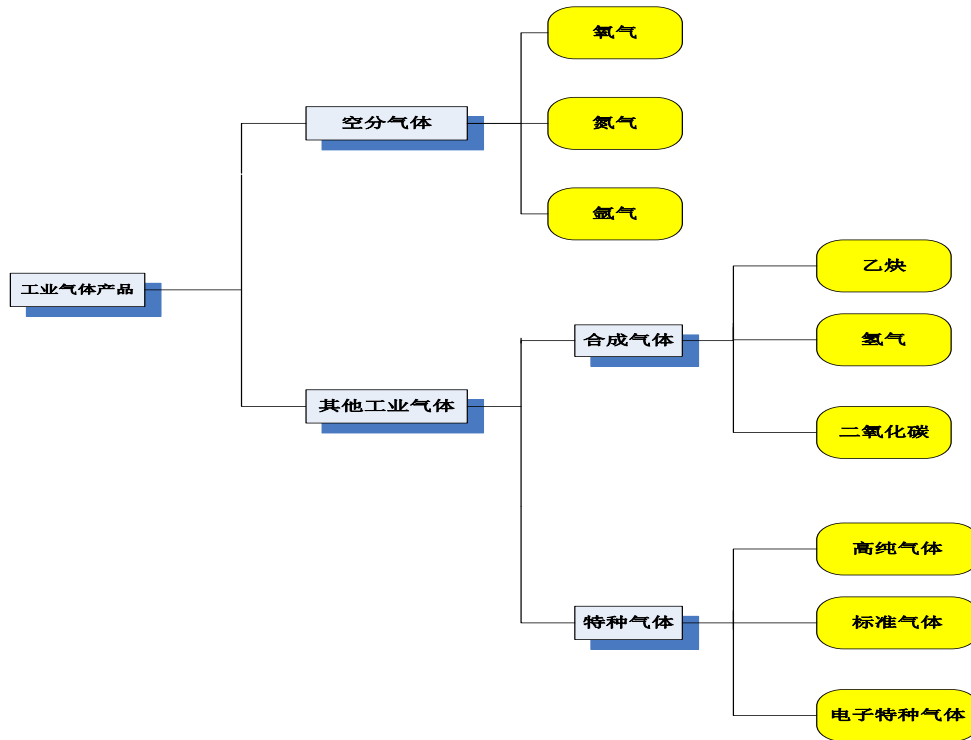 氧气
空分气体
氮气
氩气
工业气体产品
乙炔
合成气体
氢气
其他工业气体
二氧化碳
高纯气体
特种气体
标准气体
电子特种气体